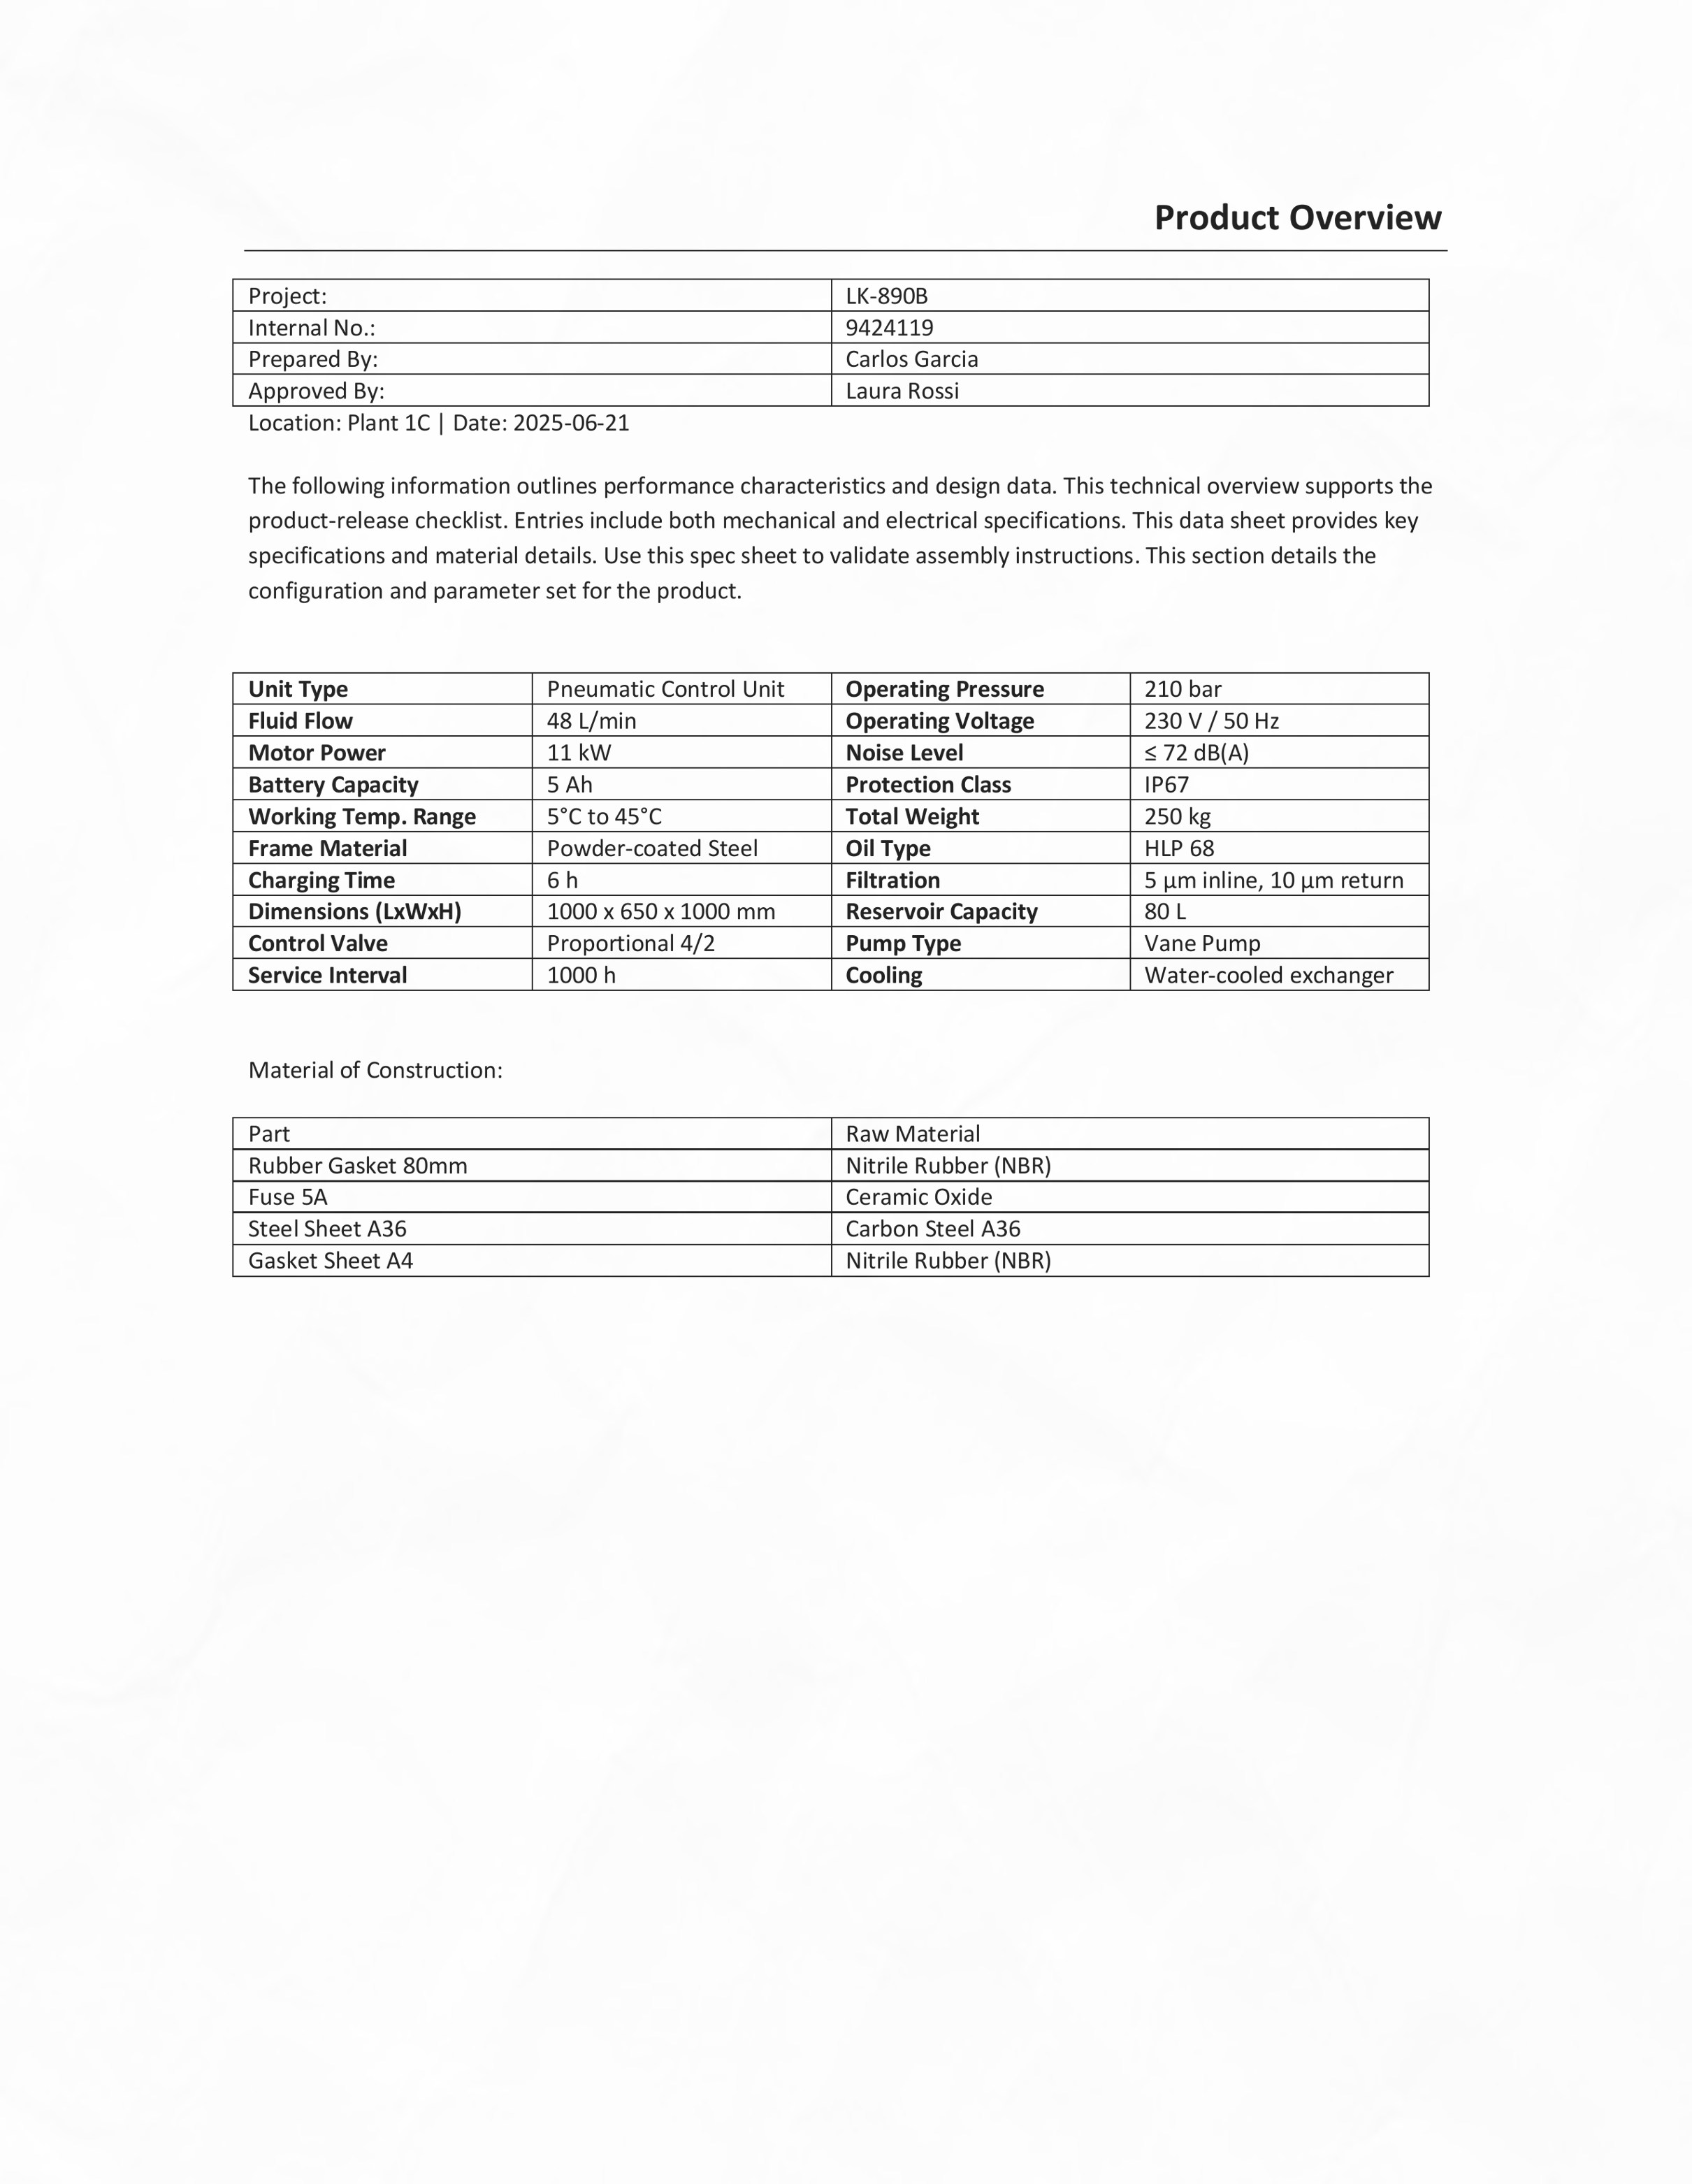 Product Overview
Project: LK-890B
Internal No.: 9424119
Prepared By: Carlos Garcia
Approved By: Laura Rossi
Location: Plant 1C | Date: 2025-06-21
The following information outlines performance characteristics and design data. This technical overview supports the
product-release checklist. Entries include both mechanical and electrical specifications. This data sheet provides key
specifications and material details. Use this spec sheet to validate assembly instructions. This section details the
configuration and parameter set for the product.
Unit Type Pneumatic Control Unit Operating Pressure 210 bar
Fluid Flow 48 L/min Operating Voltage 230 V / 50 Hz
Motor Power 11 kW Noise Level ≤ 72 dB(A)
Battery Capacity 5 Ah Protection Class IP67
Working Temp. Range 5°C to 45°C Total Weight 250 kg
Frame Material Powder-coated Steel Oil Type HLP 68
Charging Time 6 h Filtration 5 µm inline, 10 µm return
Dimensions (LxWxH) 1000 x 650 x 1000 mm Reservoir Capacity 80 L
Control Valve Proportional 4/2 Pump Type Vane Pump
Service Interval 1000 h Cooling Water-cooled exchanger
Material of Construction:
Part Raw Material
Rubber Gasket 80mm Nitrile Rubber (NBR)
Fuse 5A Ceramic Oxide
Steel Sheet A36 Carbon Steel A36
Gasket Sheet A4 Nitrile Rubber (NBR)